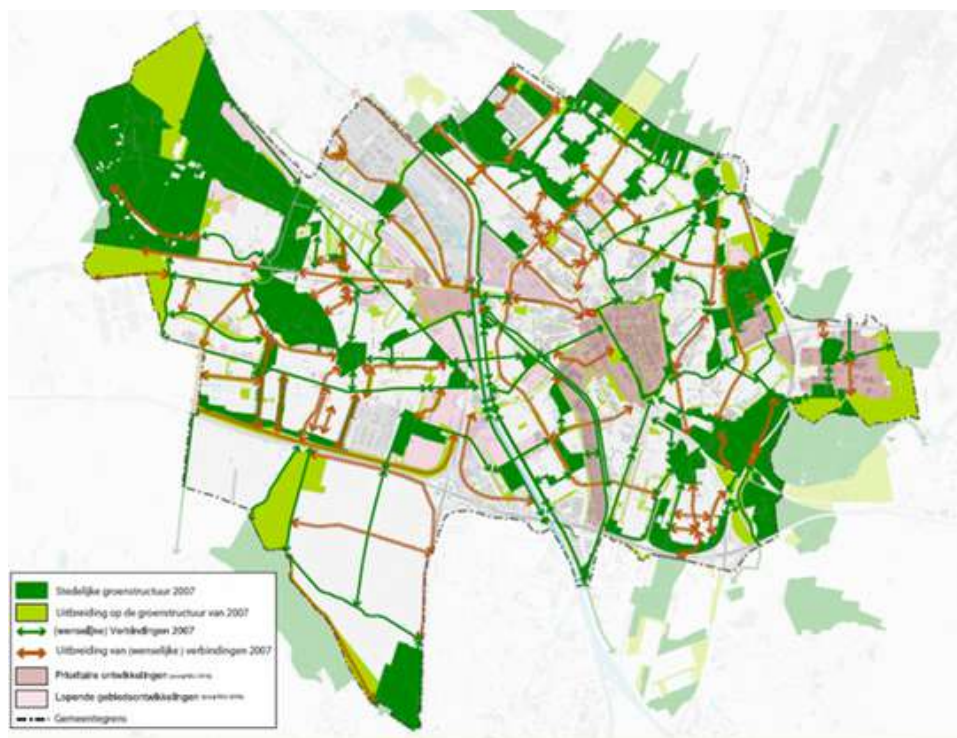 Stedelijke groenstructuur 2007
Uitbreiding op de groenstructuur van 2007
(wenselijke) Verbindingen 2007
Uitbreiding van (wenselijke) verbindingen 2007
Prioritaire ontwikkelingen
Lopende gebiedsontwikkelingen
Gemeentegrens